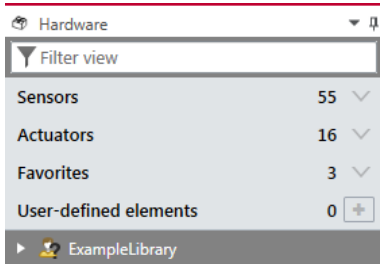 Hardware
Filter view
Sensors 55
Actuators 16
Favorites 3
User-defined elements 0 +
ExampleLibrary